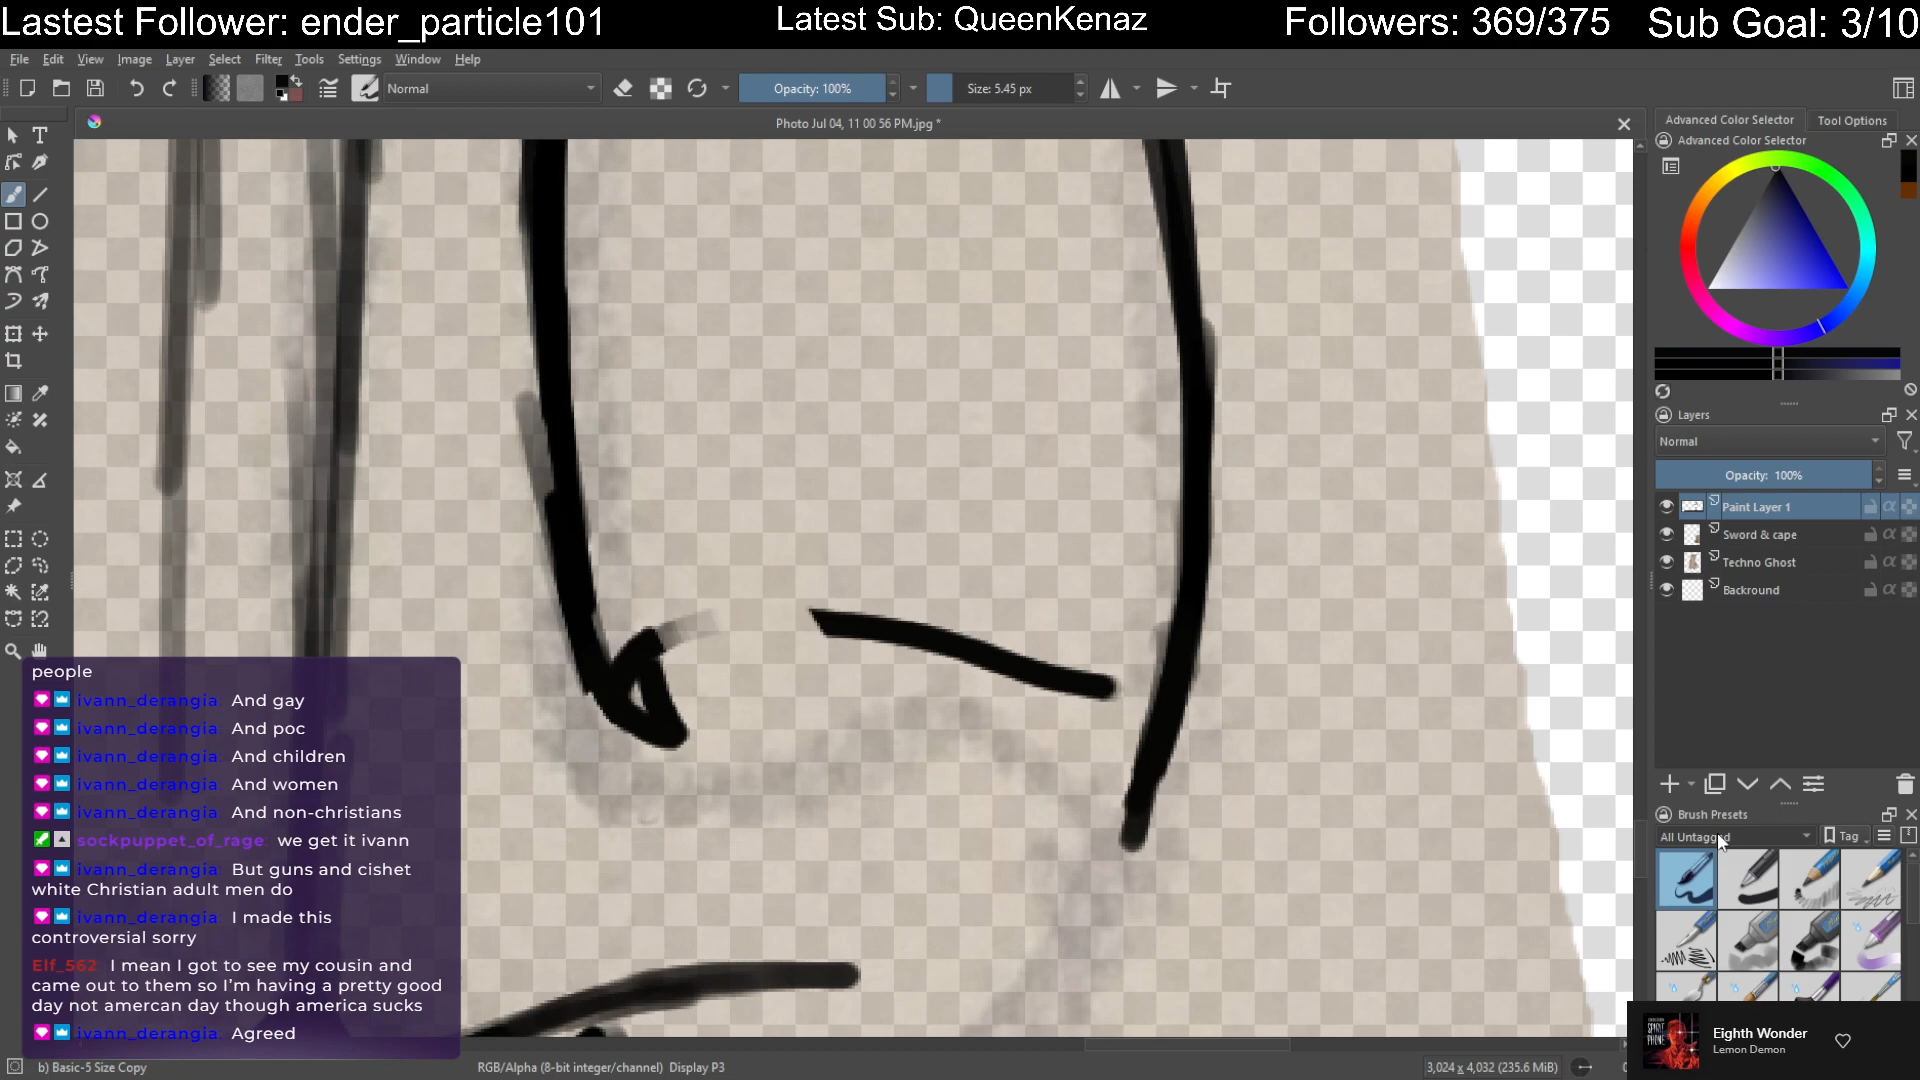 Lastest Follower: ender_particle101
Latest Sub: QueenKenaz
Followers: 369/375
Sub Goal: 3/10
File Edit View Image Layer Select Filter Tools Settings Window Help
Normal
Opacity: 100%
Size: 5.45 px
Photo Jul 04, 11 00 56 PM.jpg *
Advanced Color Selector
Tool Options
Advanced Color Selector
Layers
Normal
Opacity: 100%
Paint Layer 1
Sword & cape
Techno Ghost
Backround
Brush Presets
All Untagged
Tag
people
ivann_derangia: And gay
ivann_derangia: And poc
ivann_derangia: And children
ivann_derangia: And women
ivann_derangia: And non-christians
sockpuppet_of_rage: we get it ivann
ivann_derangia: But guns and cishet
white Christian adult men do
ivann_derangia: I made this
controversial sorry
Elf_562: I mean I got to see my cousin and
came out to them so I'm having a pretty good
day not amercan day though america sucks
ivann_derangia: Agreed
SPIRIT PHONE
Eighth Wonder
Lemon Demon
b) Basic-5 Size Copy
RGB/Alpha (8-bit integer/channel) Display P3
3,024 x 4,032 (235.6 MiB)